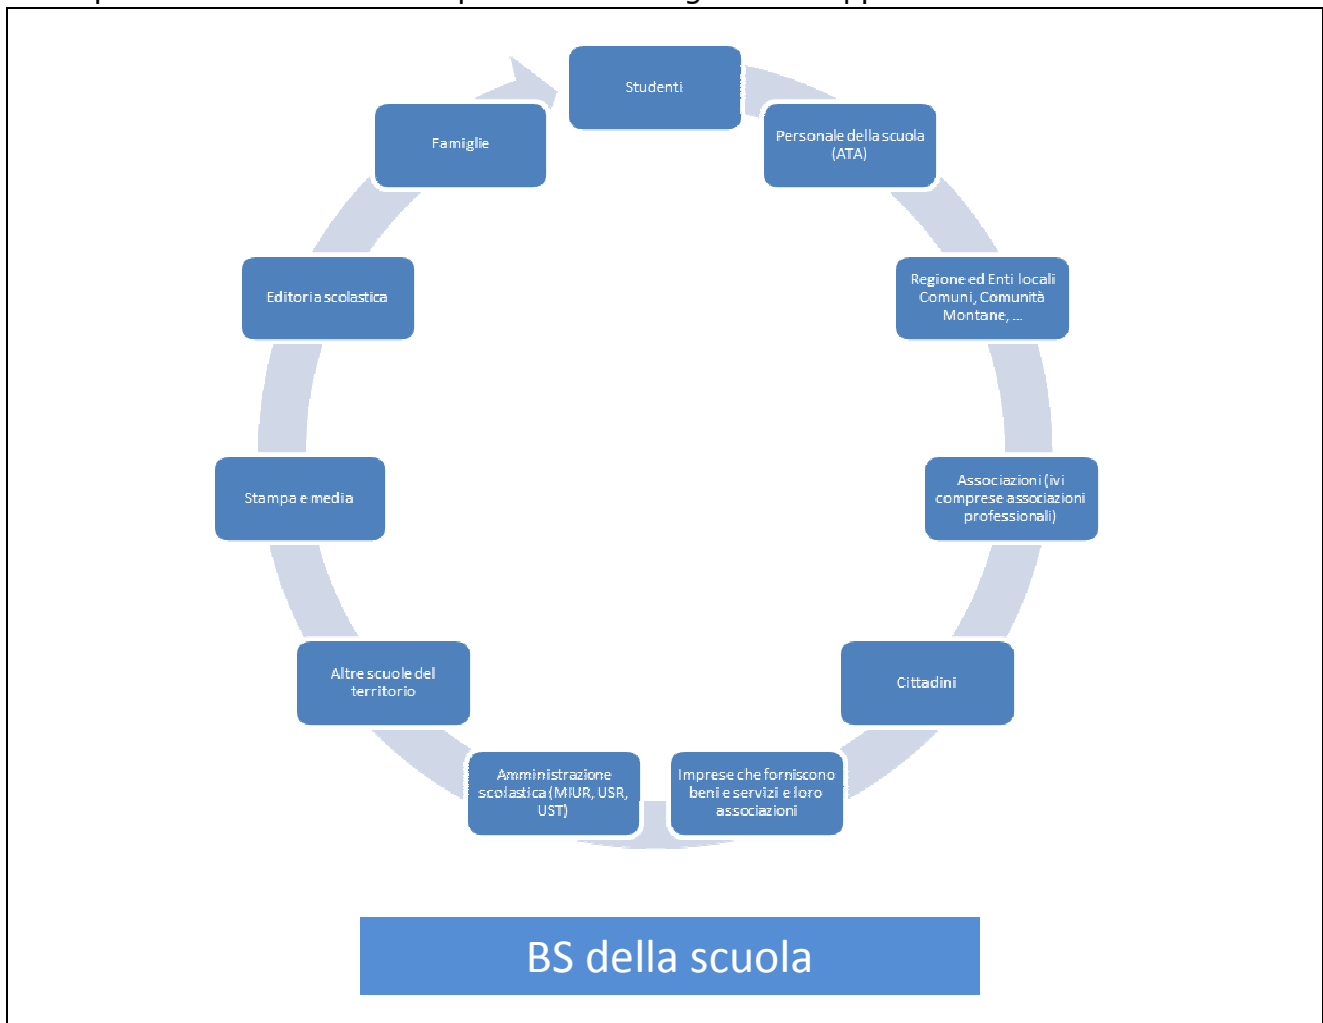 Studenti
Personale della scuola
(ATA)
Regione ed Enti locali
Comuni, Comunità
Montane, ...
Associazioni (ivi
comprese associazioni
professionali)
Cittadini
Imprese che forniscono
beni e servizi e loro
associazioni
Amministrazione
scolastica (MIUR, USR,
UST)
Altre scuole del
territorio
Stampa e media
Editoria scolastica
Famiglie
BS della scuola